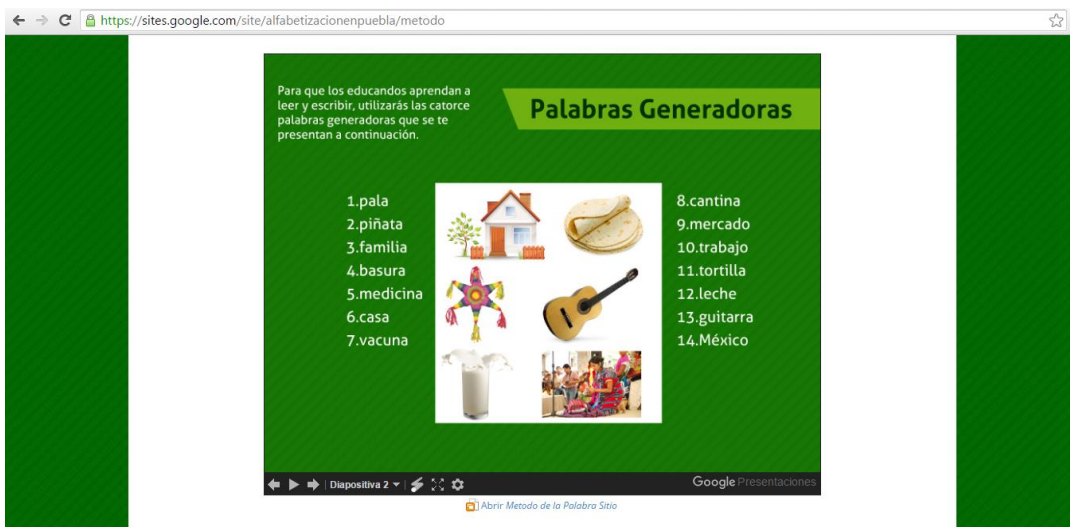 https://sites.google.com/site/alfabetizacionenpuebla/metodo
Para que los educandos aprendan a
leer y escribir, utilizarás las catorce
palabras generadoras que se te
presentan a continuación.
Palabras Generadoras
1.pala
2.piñata
3.familia
4.basura
5.medicina
6.casa
7.vacuna
8.cantina
9.mercado
10.trabajo
11.tortilla
12.leche
13.guitarra
14.México
Diapositiva 2
Google Presentaciones
Abrir Metodo de la Palabra Sitio